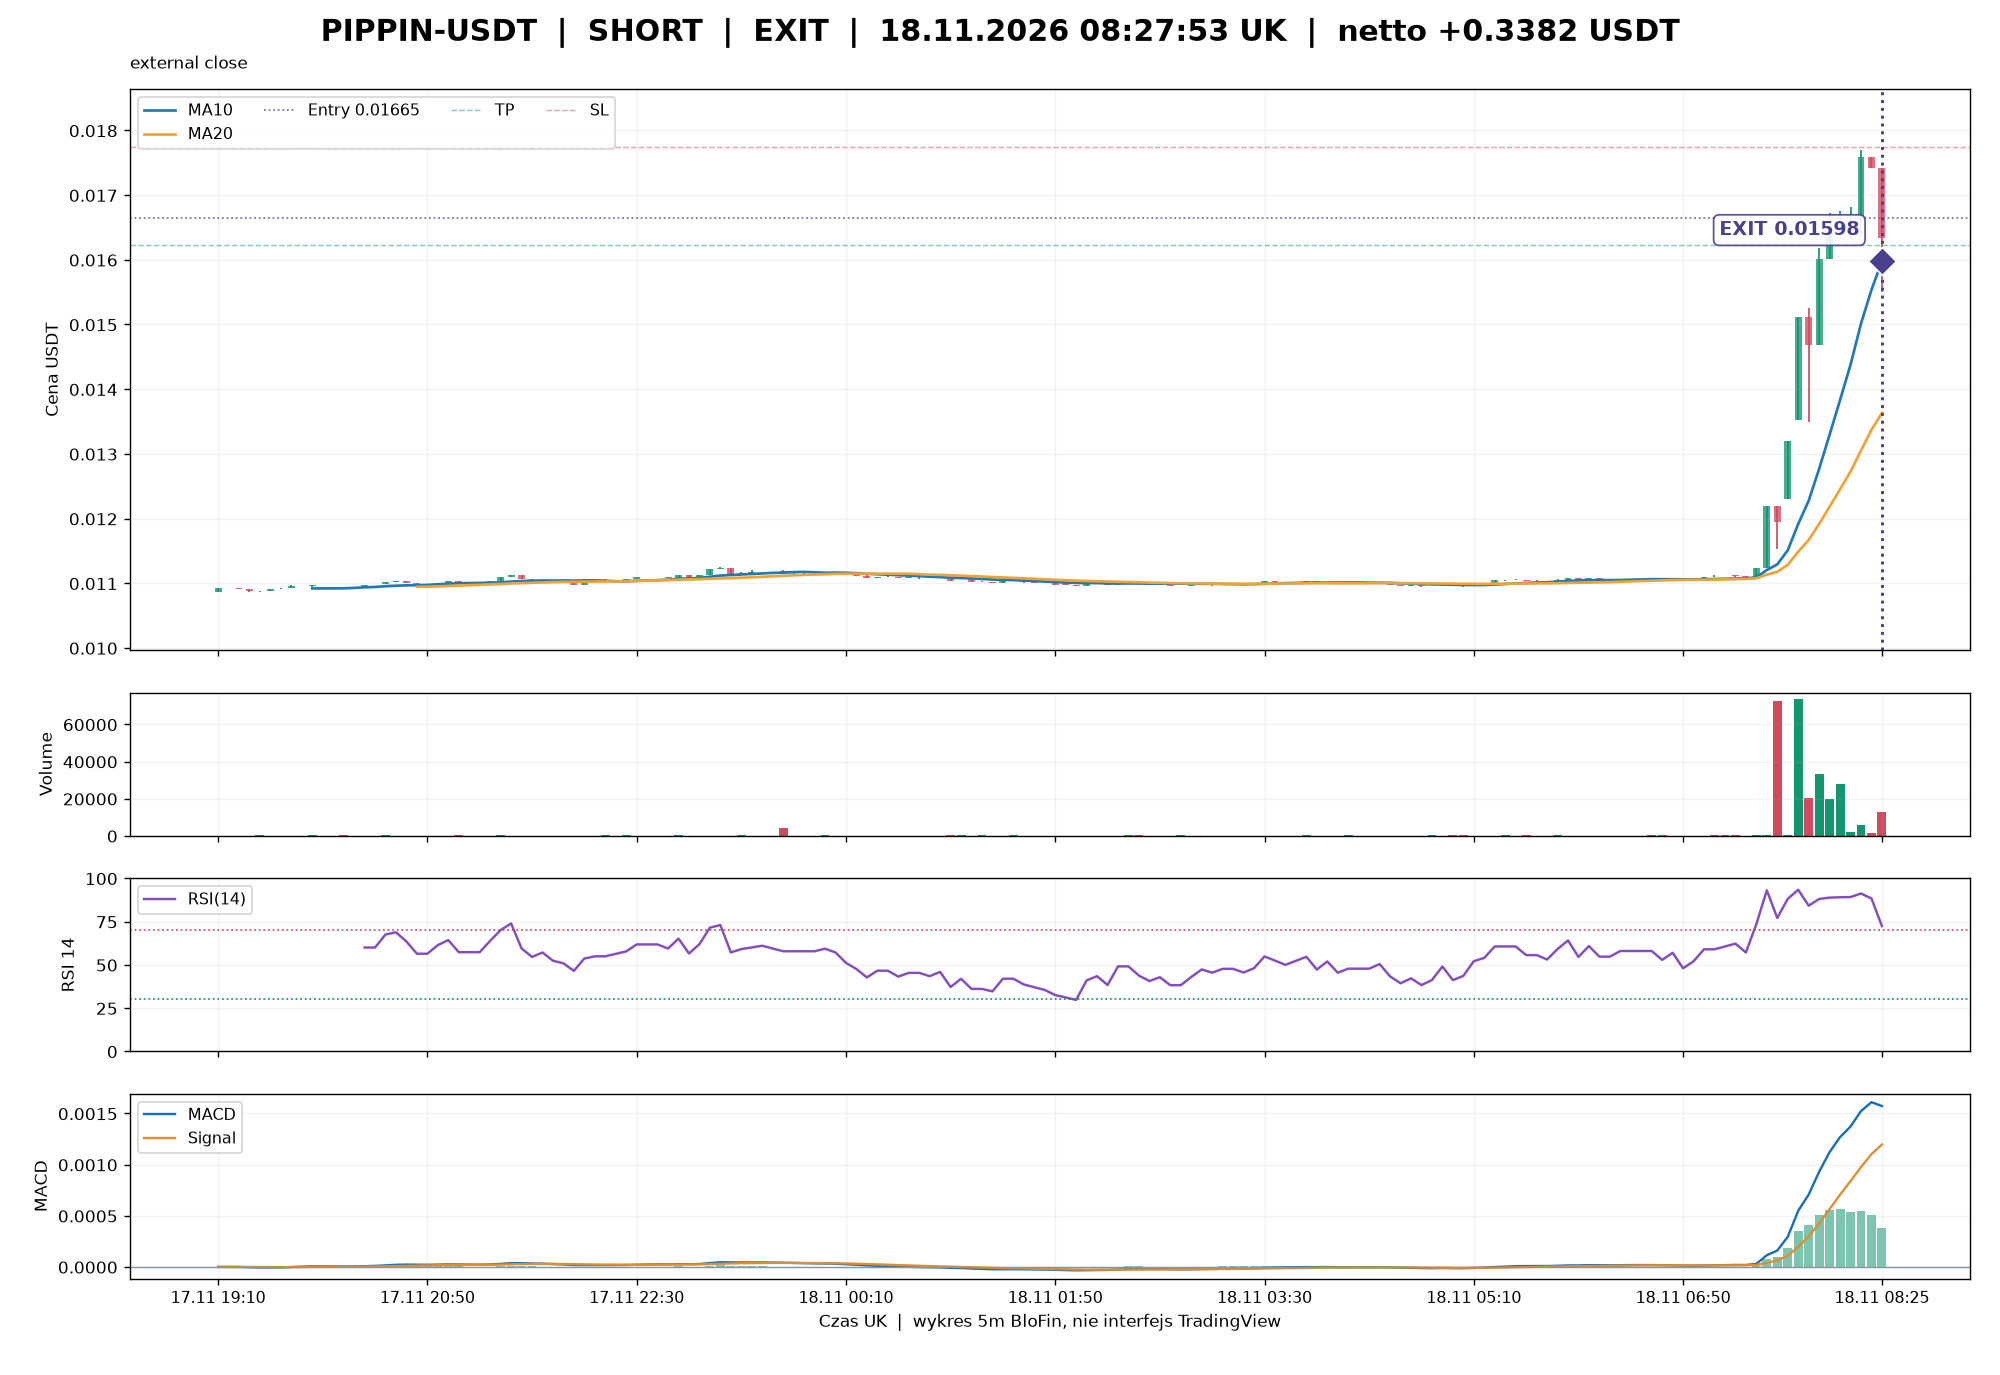 PIPPIN-USDT | SHORT | EXIT | 18.11.2026 08:27:53 UK | netto +0.3382 USDT
external close
MA10
MA20
Entry 0.01665
TP
SL
EXIT 0.01598
Cena USDT
0.018
0.017
0.016
0.015
0.014
0.013
0.012
0.011
0.010
Volume
60000
40000
20000
0
RSI(14)
RSI 14
100
75
50
25
0
MACD
Signal
MACD
0.0015
0.0010
0.0005
0.0000
17.11 19:10
17.11 20:50
17.11 22:30
18.11 00:10
18.11 01:50
18.11 03:30
18.11 05:10
18.11 06:50
18.11 08:25
Czas UK | wykres 5m BloFin, nie interfejs TradingView